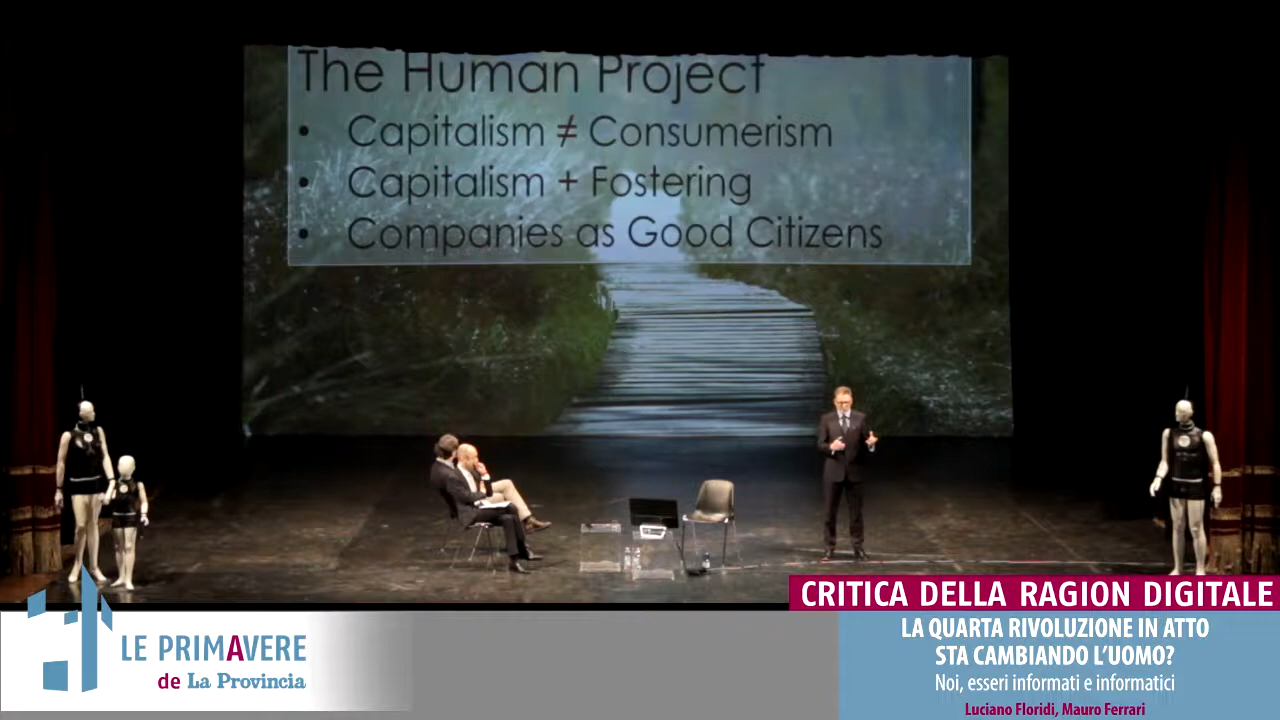 The Human Project
• Capitalism ≠ Consumerism
• Capitalism + Fostering
• Companies as Good Citizens
CRITICA DELLA RAGION DIGITALE
LA QUARTA RIVOLUZIONE IN ATTO
STA CAMBIANDO L'UOMO?
Noi, esseri informati e informatici
Luciano Floridi, Mauro Ferrari
LE PRIMAVERE
de La Provincia